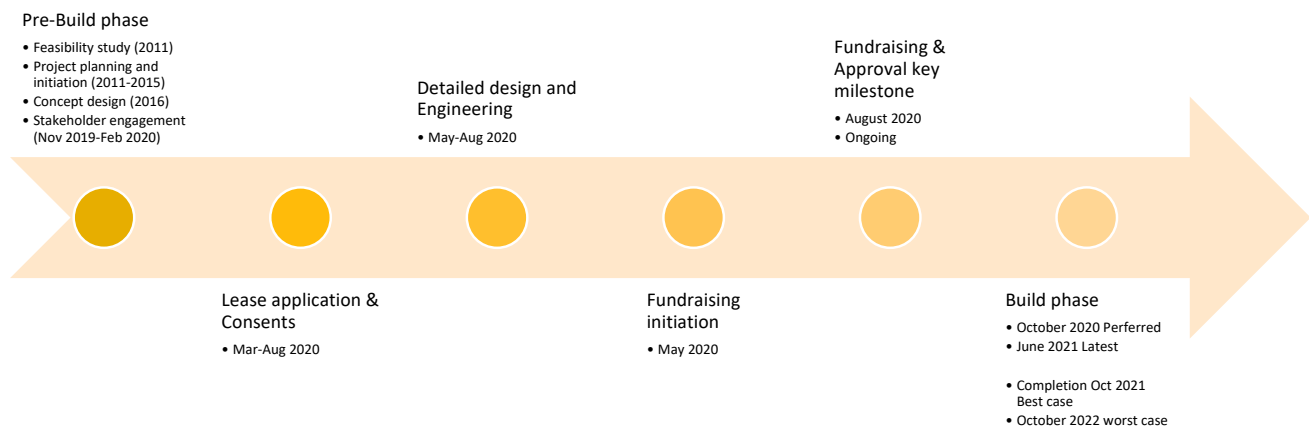 Pre-Build phase
• Feasibility study (2011)
• Project planning and
initiation (2011-2015)
• Concept design (2016)
• Stakeholder engagement
(Nov 2019-Feb 2020)
Lease application &
Consents
• Mar-Aug 2020
Detailed design and
Engineering
• May-Aug 2020
Fundraising
initiation
• May 2020
Fundraising &
Approval key
milestone
• August 2020
• Ongoing
Build phase
• October 2020 Perferred
• June 2021 Latest
• Completion Oct 2021
Best case
• October 2022 worst case